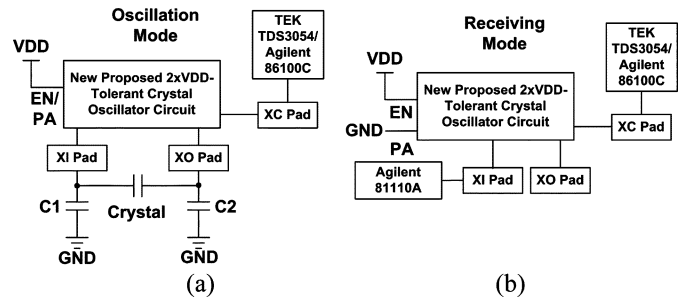 Oscillation
Mode
TEK
TDS3054/
Agilent
86100C
VDD
EN/
PA
New Proposed 2xVDD-
Tolerant Crystal
Oscillator Circuit
XC Pad
XI Pad
XO Pad
C1
Crystal
C2
GND
GND
(a)
Receiving
Mode
TEK
TDS3054/
Agilent
86100C
VDD
EN
GND
PA
New Proposed 2xVDD-
Tolerant Crystal
Oscillator Circuit
XC Pad
Agilent
81110A
XI Pad
XO Pad
(b)